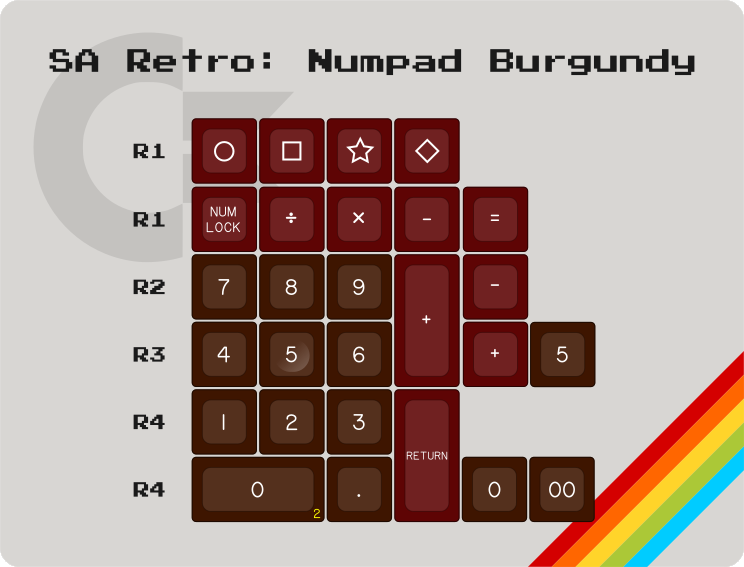 SA Retro: Numpad Burgundy
R1
R1 NUM LOCK ÷ × − =
R2 7 8 9 + -
R3 4 5 6 + 5
R4 1 2 3 RETURN
R4 0 2 . 0 00